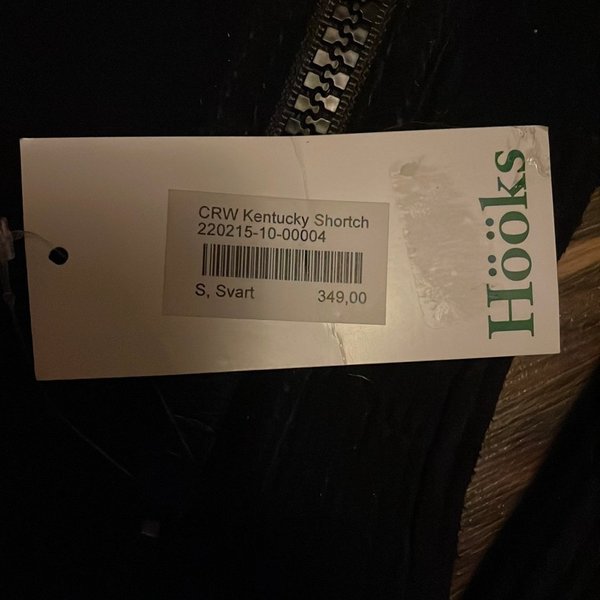 CRW Kentucky Shortch
220215-10-00004
S, Svart 349,00
Hööks